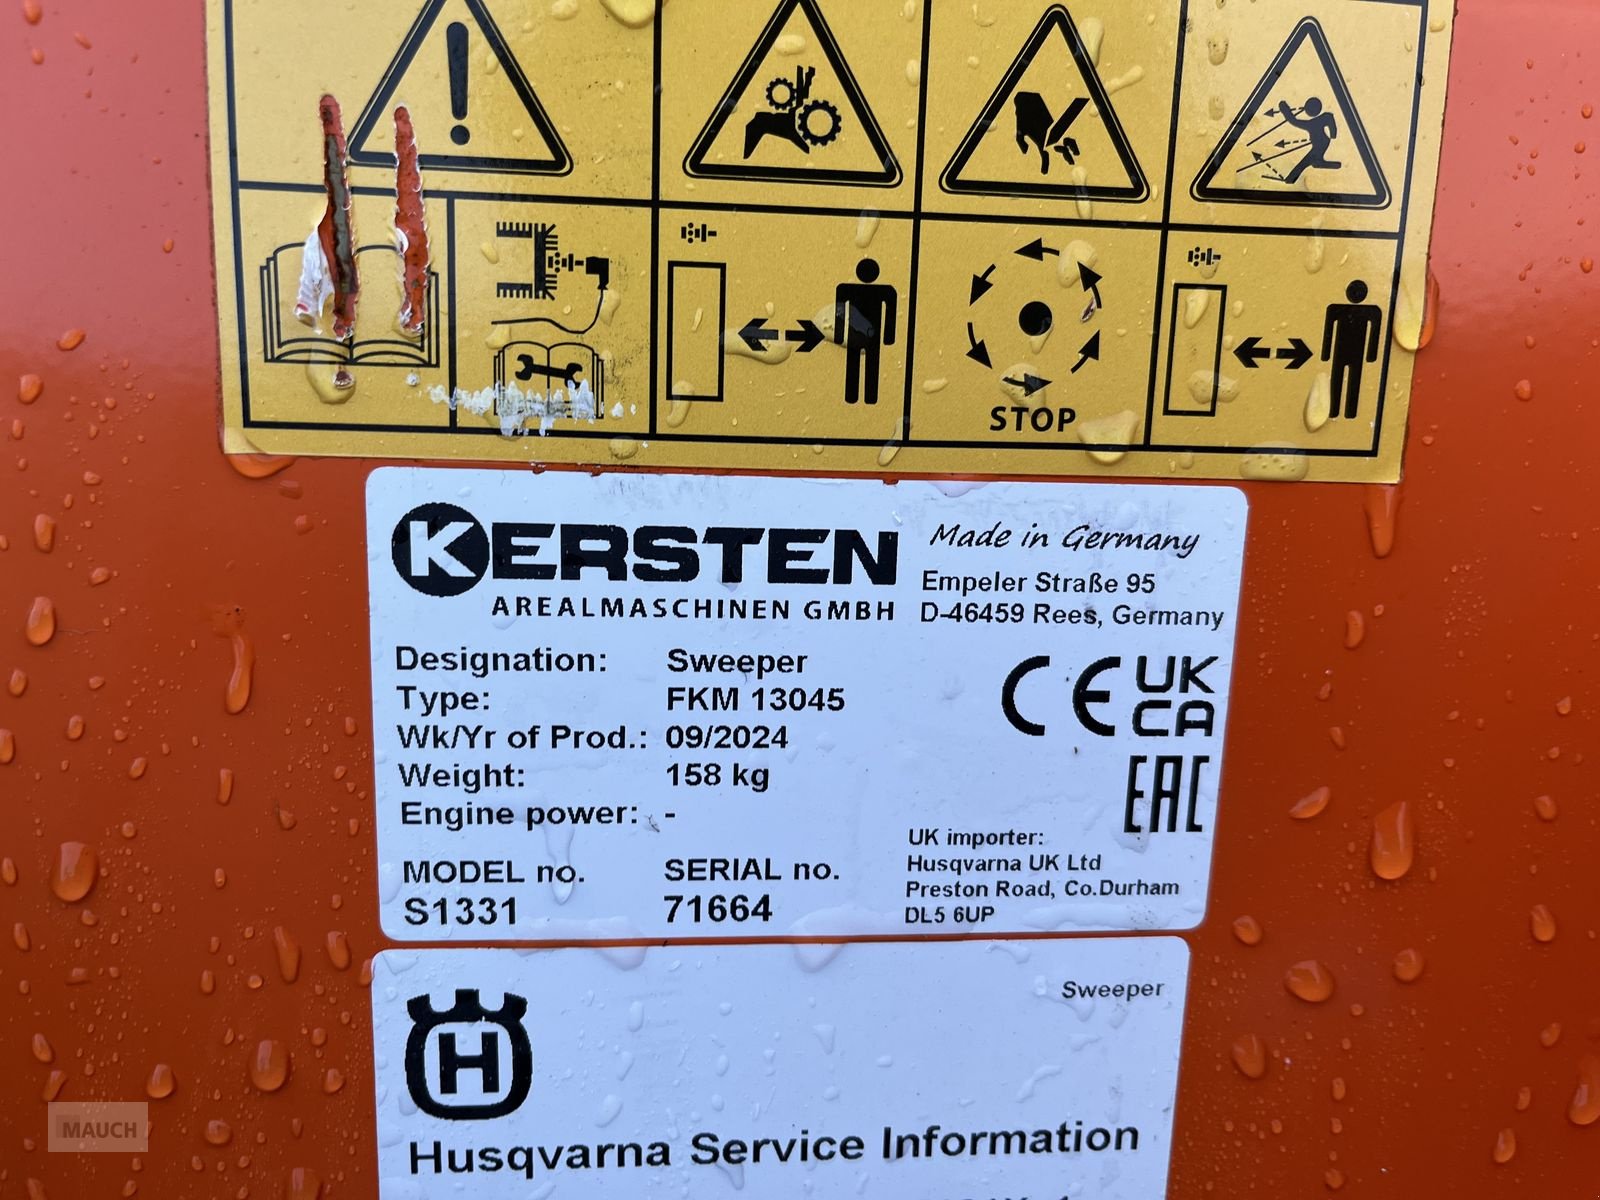 STOP
KERSTEN
AREALMASCHINEN GMBH
Made in Germany
Empeler Straße 95
D-46459 Rees, Germany
Designation: Sweeper
Type: FKM 13045
Wk/Yr of Prod.: 09/2024
Weight: 158 kg
Engine power: -
CE
UK
CA
EAC
MODEL no. SERIAL no.
S1331 71664
UK importer:
Husqvarna UK Ltd
Preston Road, Co.Durham
DL5 6UP
Sweeper
H
Husqvarna Service Information
MAUCH